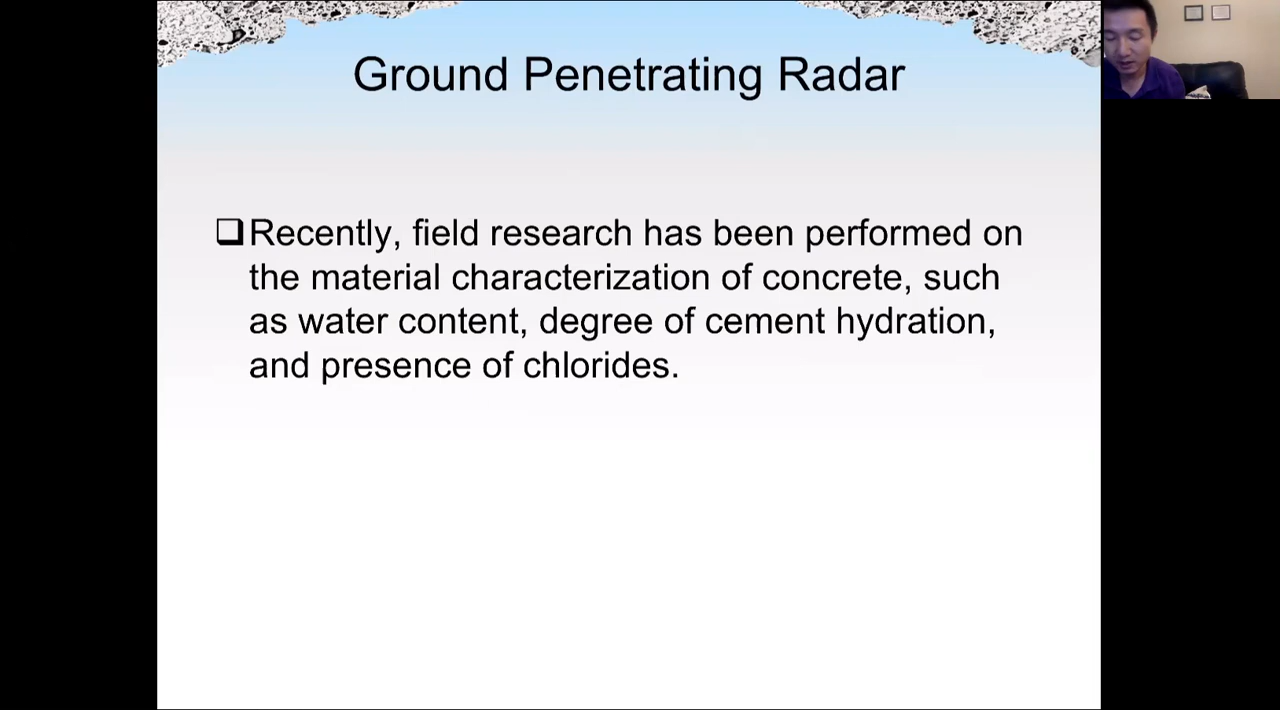 Ground Penetrating Radar
Recently, field research has been performed on
the material characterization of concrete, such
as water content, degree of cement hydration,
and presence of chlorides.